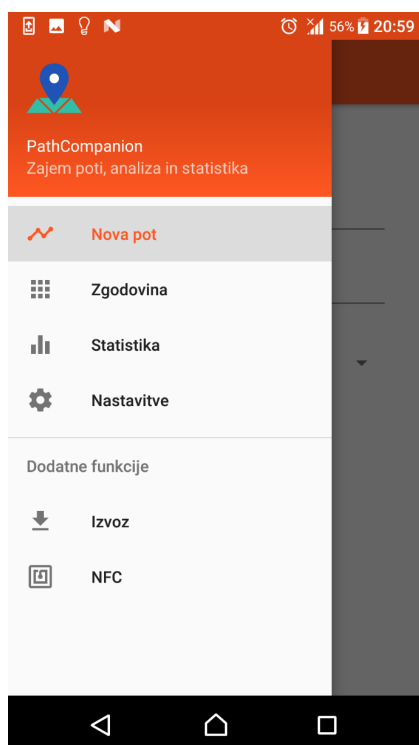 56% 20:59
PathCompanion
Zajem poti, analiza in statistika
Nova pot
Zgodovina
Statistika
Nastavitve
Dodatne funkcije
Izvoz
NFC